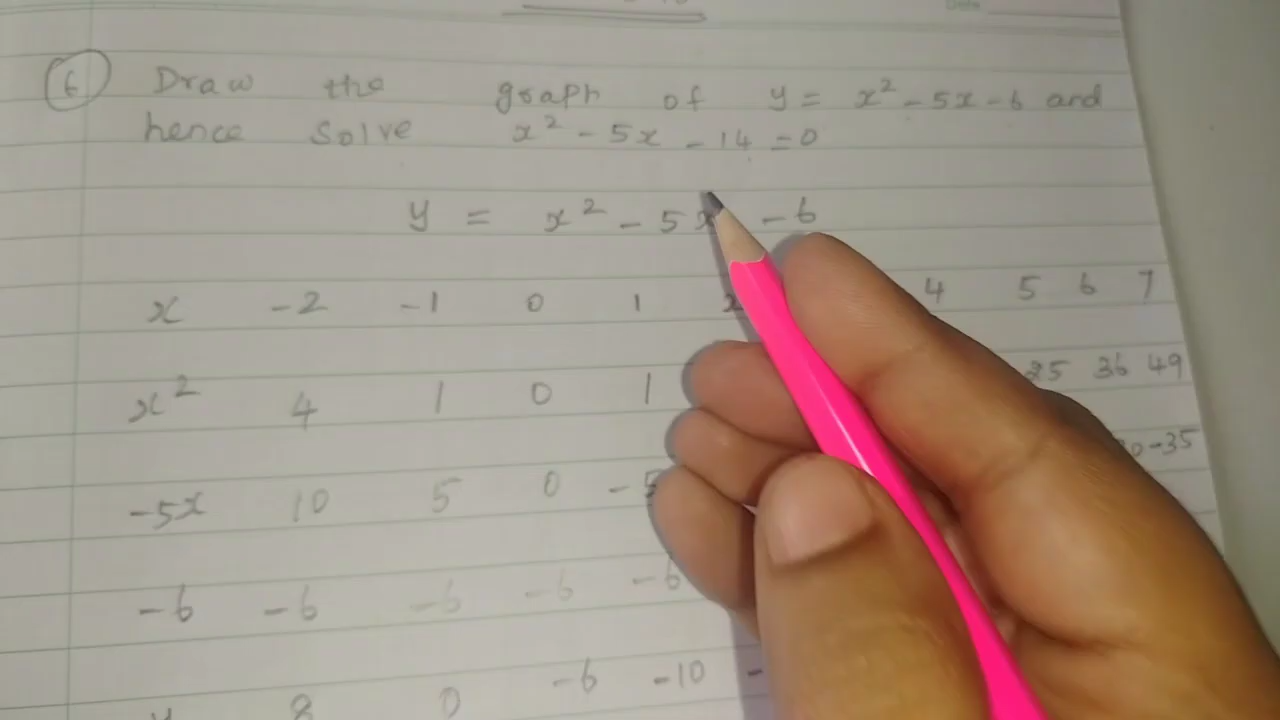 6 Draw the graph of y = x² - 5x - 6 and
hence solve x² - 5x - 14 = 0
y = x² - 5x - 6
x -2 -1 0 1 4 5 6 7
x² 4 1 0 1 25 36 49
-5x 10 5 0 -5 -35
-6 -6 -6 -6 -6
y 8 0 -6 -10